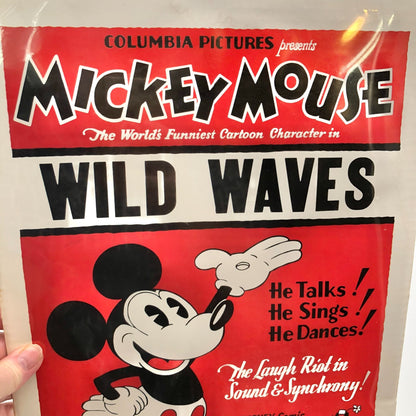 COLUMBIA PICTURES presents
MICKEY MOUSE
The World's Funniest Cartoon Character in
WILD WAVES
He Talks!
He Sings!
He Dances!
The Laugh Riot in
Sound & Synchrony!